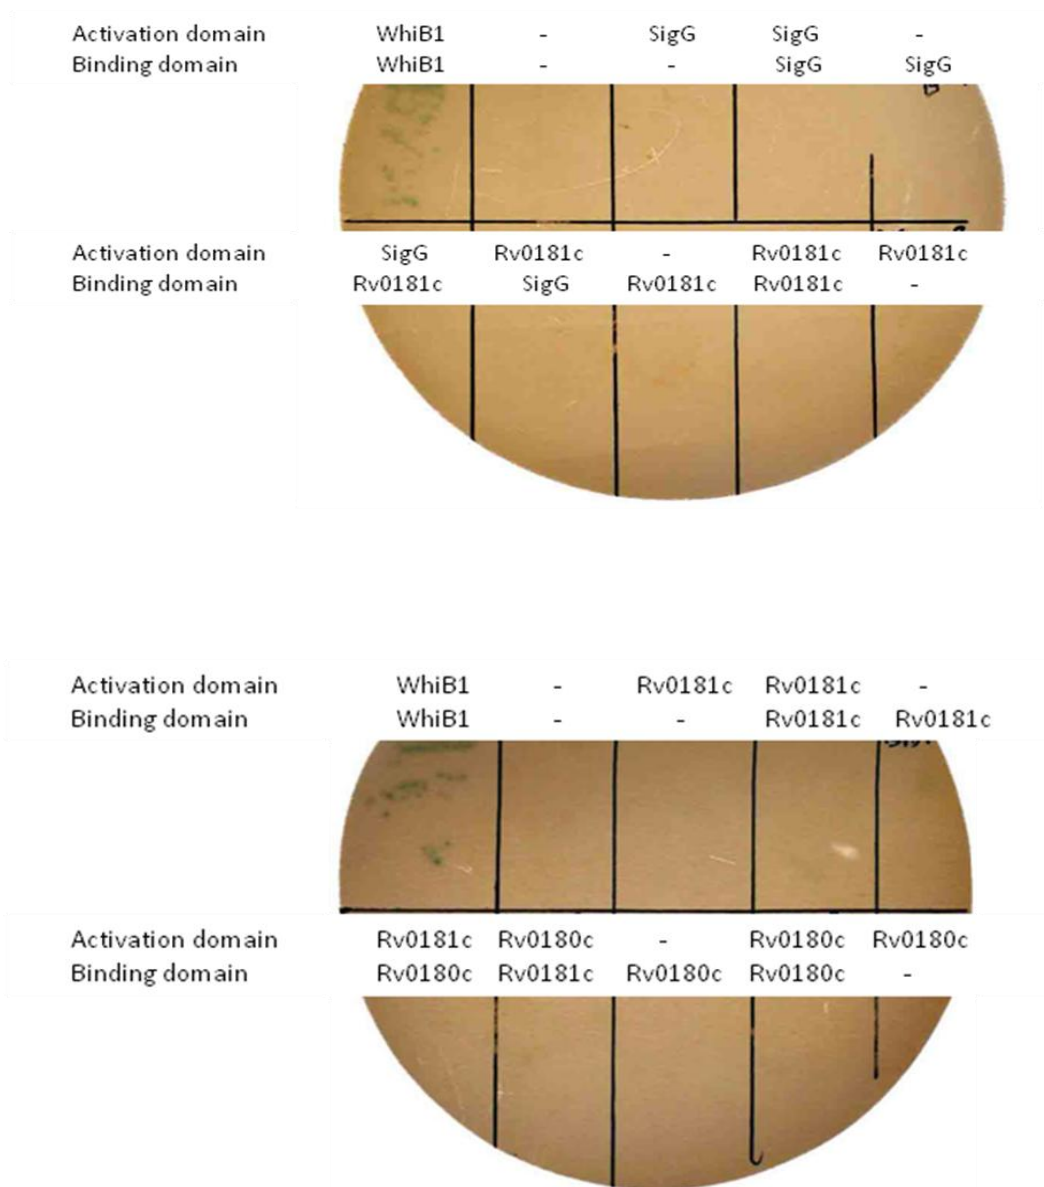 Activation domain WhiB1 - SigG SigG -
Binding domain WhiB1 - - SigG SigG
Activation domain SigG Rv0181c - Rv0181c Rv0181c
Binding domain Rv0181c SigG Rv0181c Rv0181c -
Activation domain WhiB1 - Rv0181c Rv0181c -
Binding domain WhiB1 - - Rv0181c Rv0181c
Activation domain Rv0181c Rv0180c - Rv0180c Rv0180c
Binding domain Rv0180c Rv0181c Rv0180c Rv0180c -